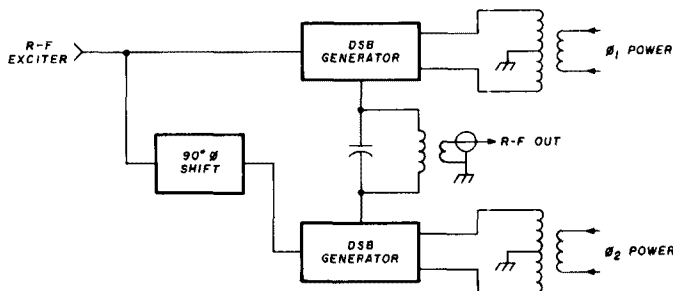 R-F
EXCITER
DSB
GENERATOR
Ø₁ POWER
R-F OUT
90° Ø
SHIFT
DSB
GENERATOR
Ø₂ POWER